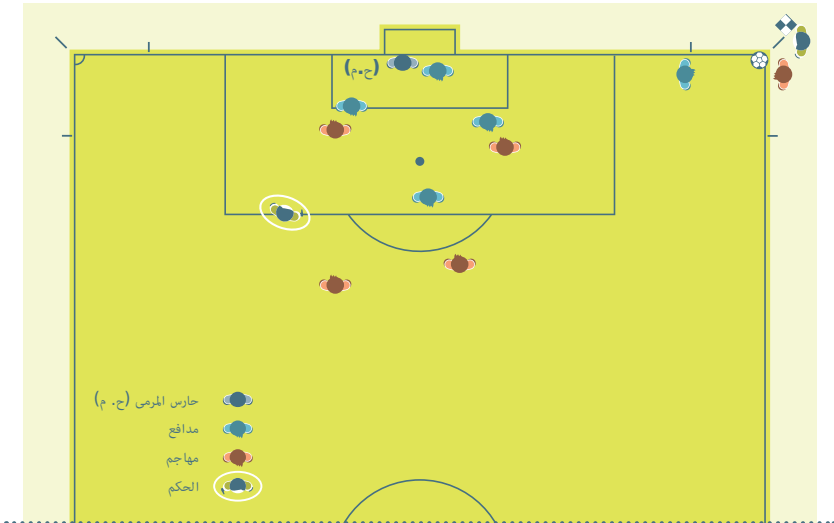 (ح.م)
حارس المرمى (ح. م)
مدافع
مهاجم
الحكم